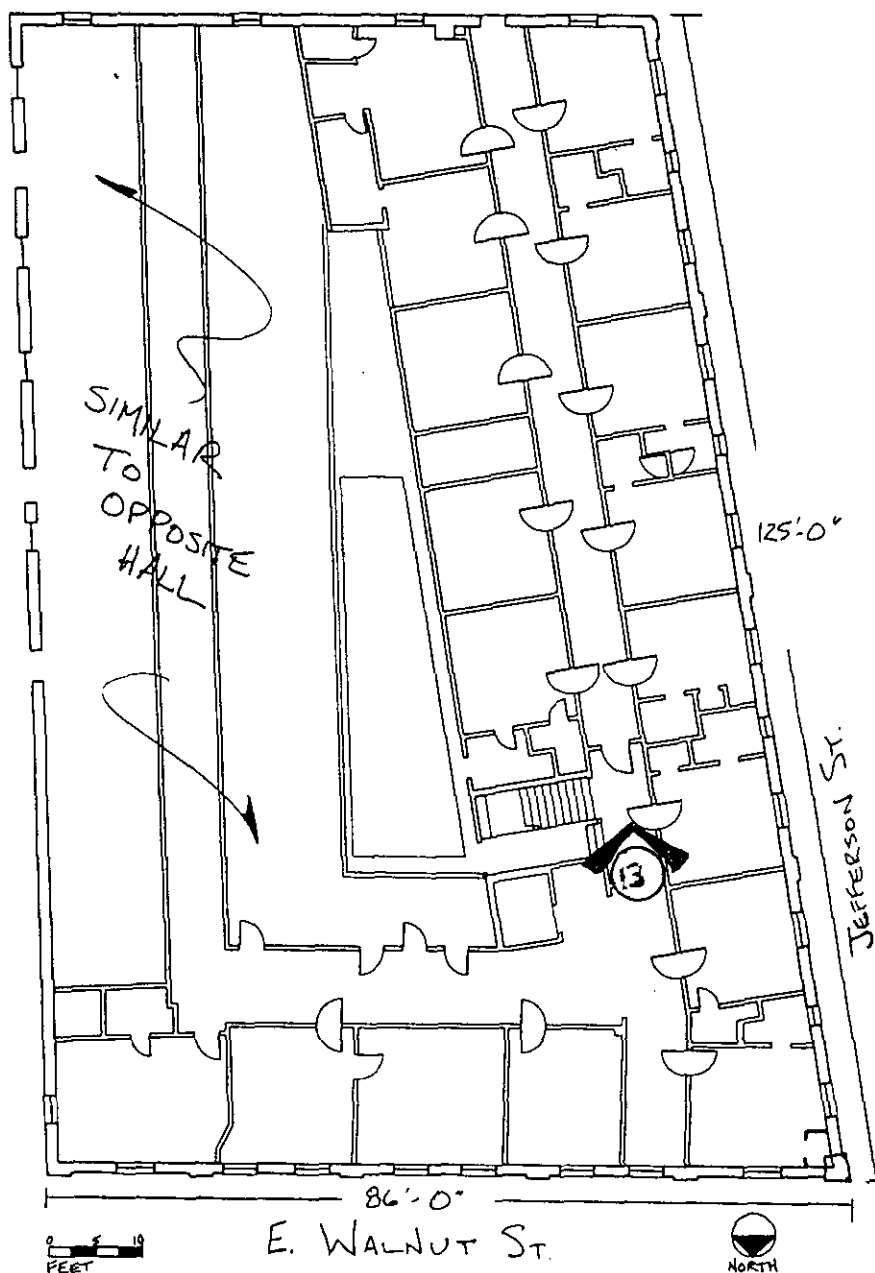 SIMILAR
TO
OPPOSITE
HALL
125'-0"
JEFFERSON ST.
13
86'-0"
E. WALNUT ST.
0 5 10
FEET
NORTH